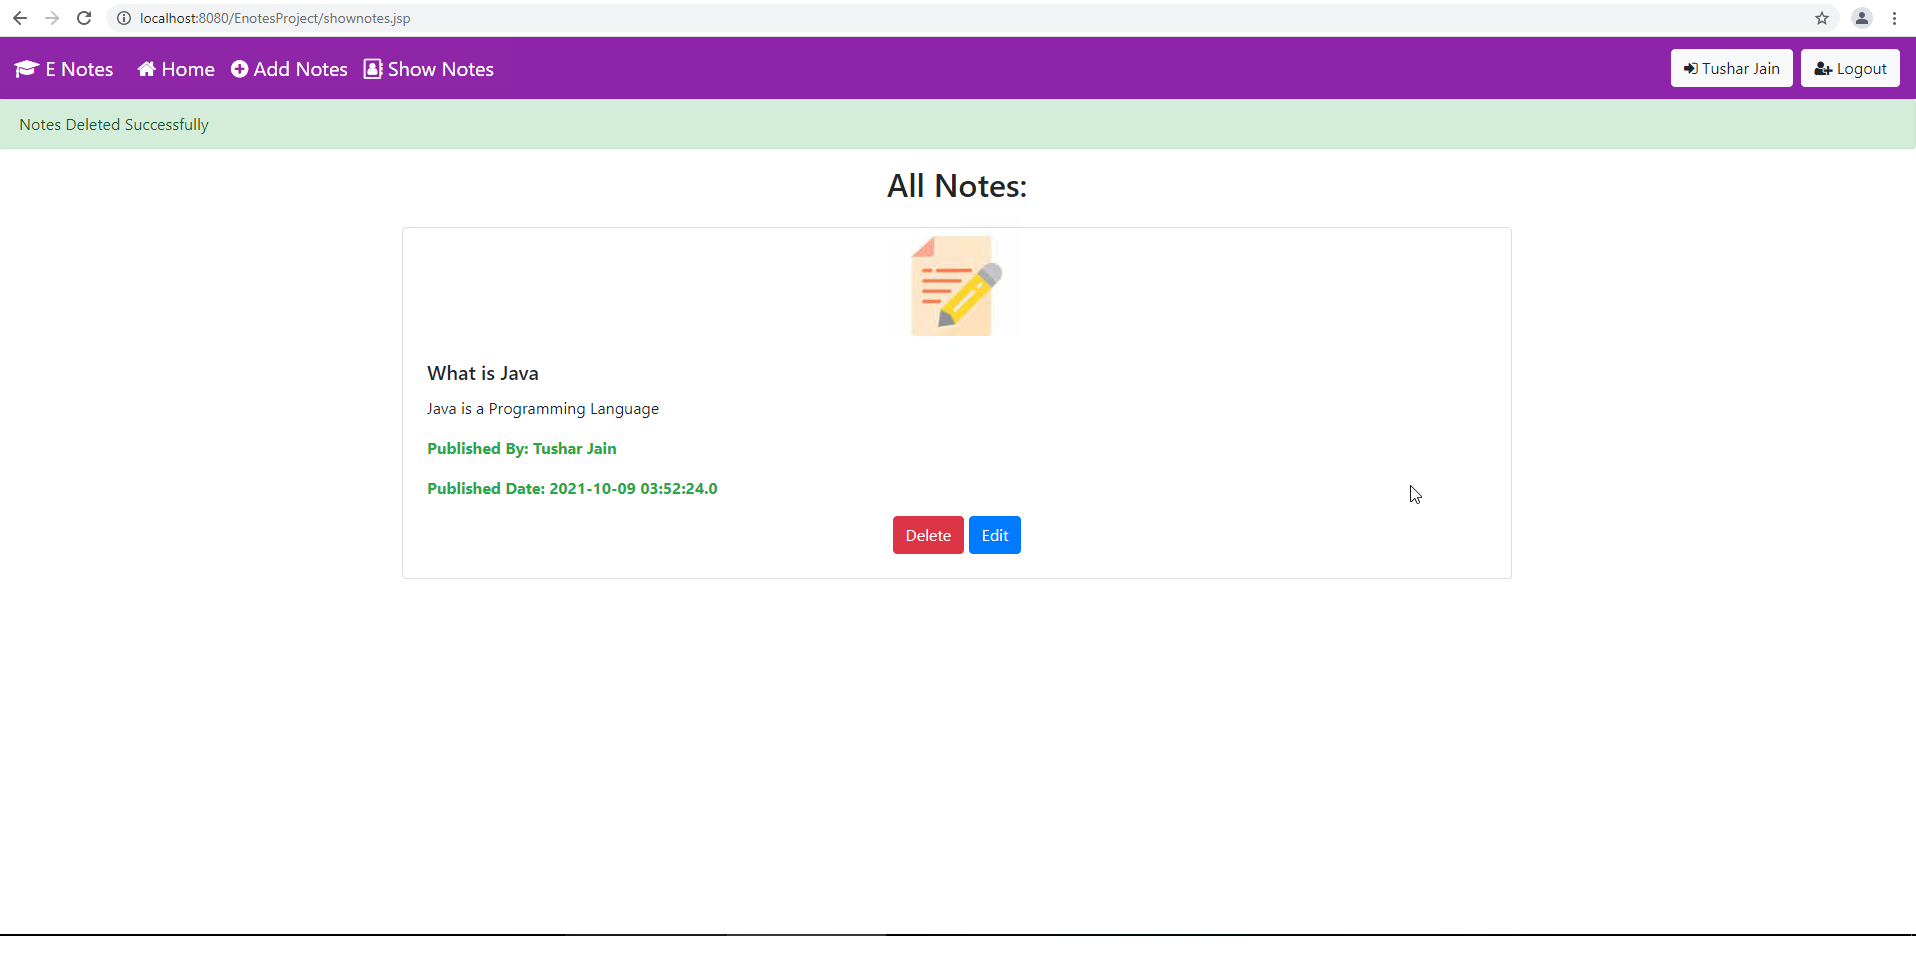 localhost:8080/EnotesProject/shownotes.jsp
E Notes Home Add Notes Show Notes Tushar Jain Logout
Notes Deleted Successfully
All Notes:
What is Java
Java is a Programming Language
Published By: Tushar Jain
Published Date: 2021-10-09 03:52:24.0
Delete Edit